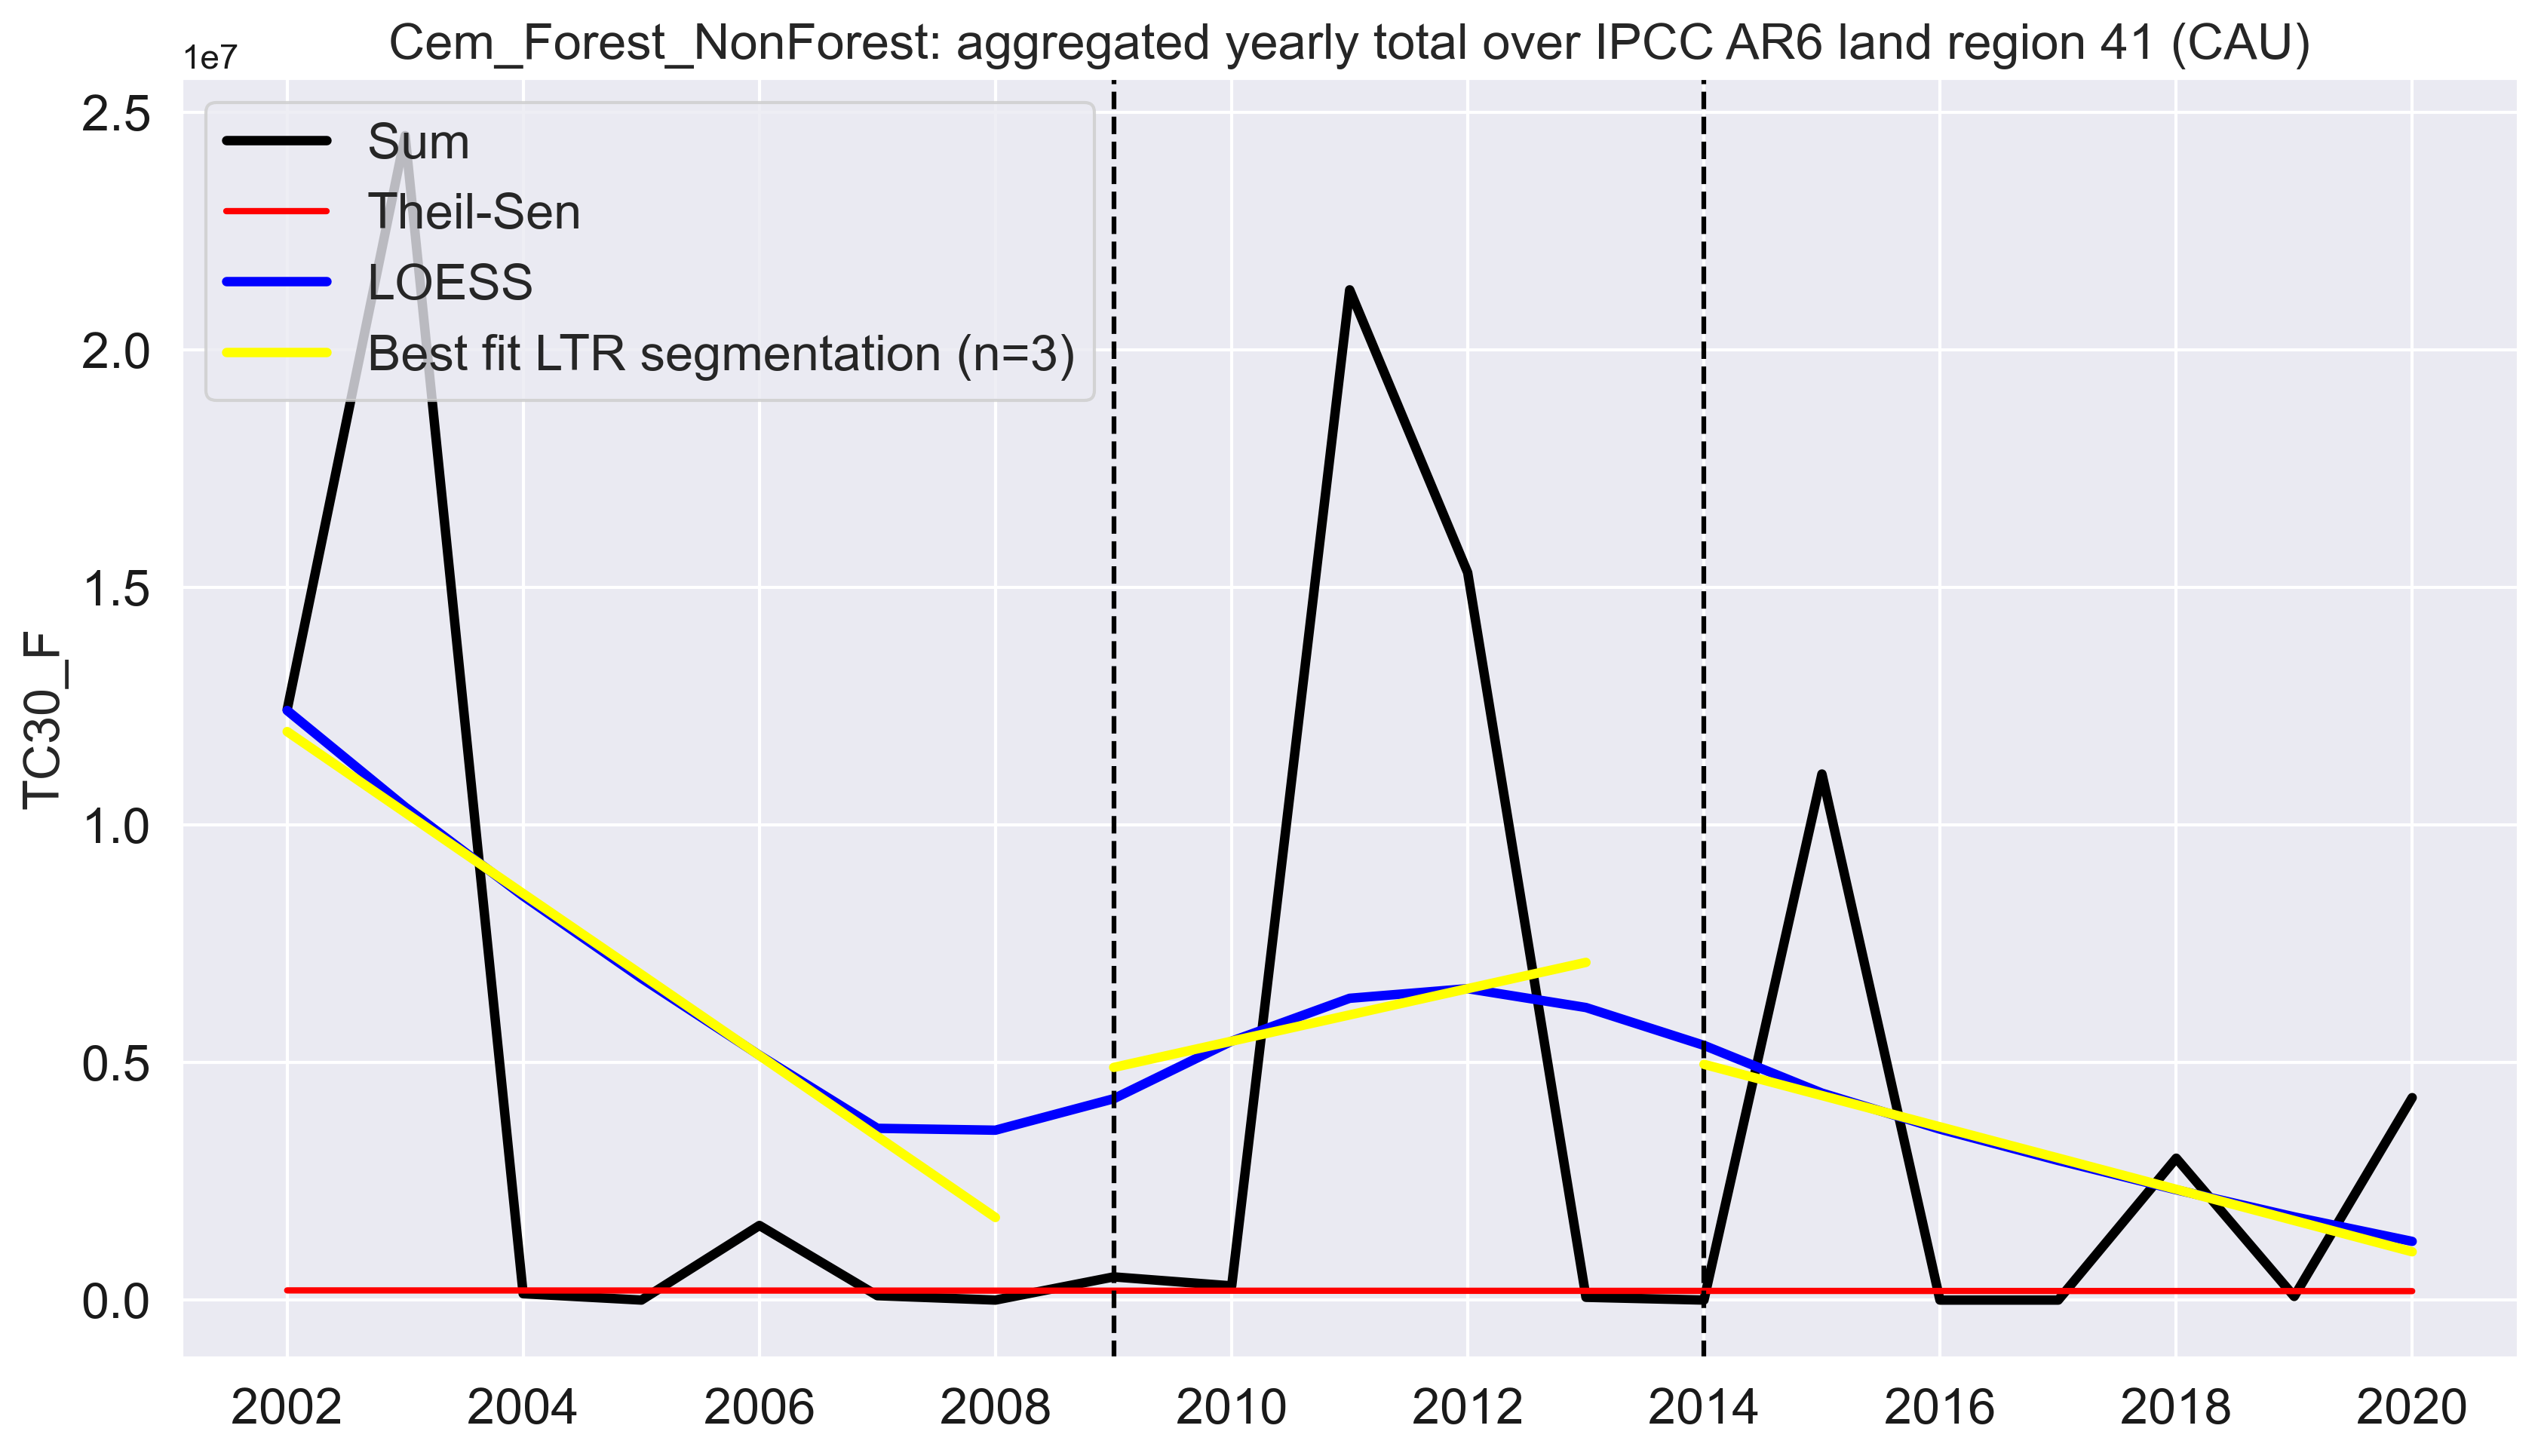 Cem_Forest_NonForest: aggregated yearly total over IPCC AR6 land region 41 (CAU)
1e7
2.5
2.0
1.5
1.0
0.5
0.0
TC30_F
Sum
Theil-Sen
LOESS
Best fit LTR segmentation (n=3)
2002 2004 2006 2008 2010 2012 2014 2016 2018 2020